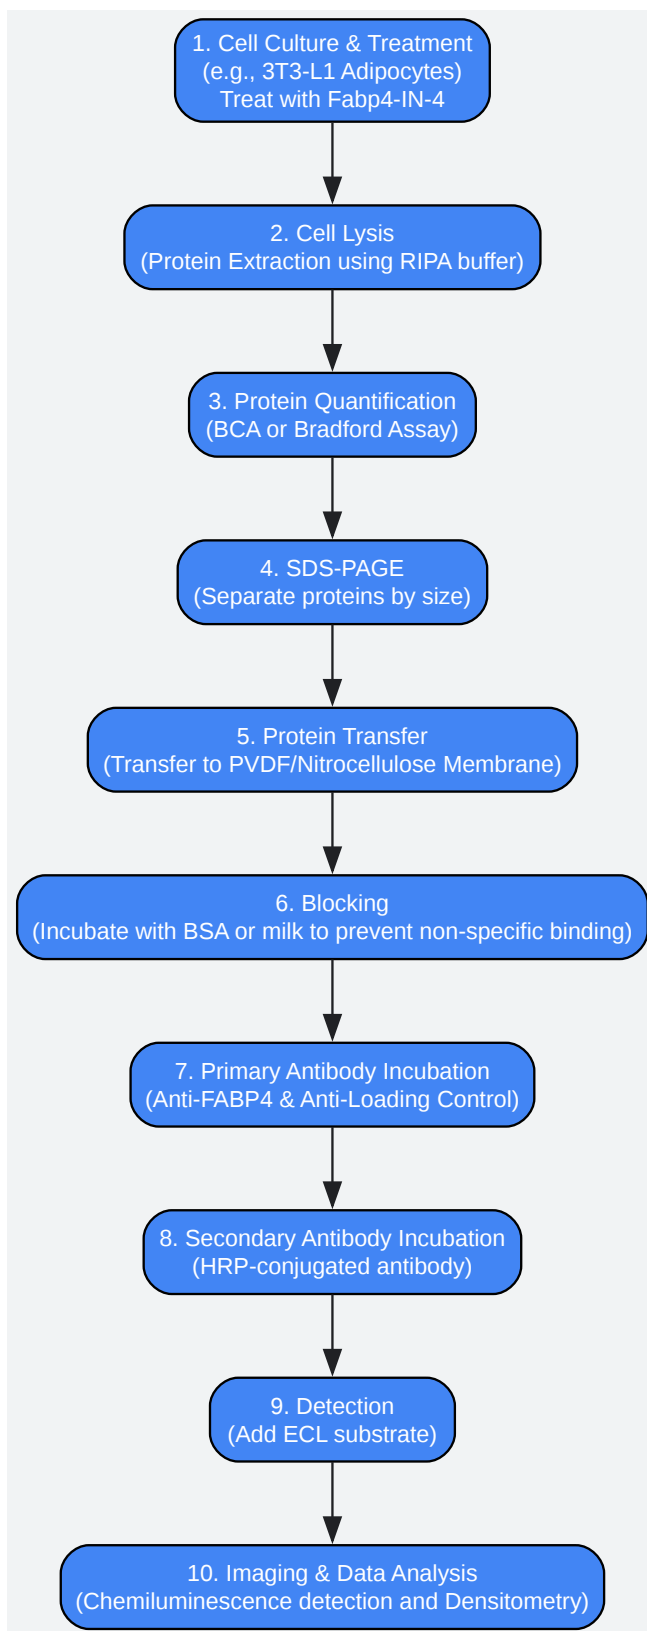 1. Cell Culture & Treatment
(e.g., 3T3-L1 Adipocytes)
Treat with Fabp4-IN-4
2. Cell Lysis
(Protein Extraction using RIPA buffer)
3. Protein Quantification
(BCA or Bradford Assay)
4. SDS-PAGE
(Separate proteins by size)
5. Protein Transfer
(Transfer to PVDF/Nitrocellulose Membrane)
6. Blocking
(Incubate with BSA or milk to prevent non-specific binding)
7. Primary Antibody Incubation
(Anti-FABP4 & Anti-Loading Control)
8. Secondary Antibody Incubation
(HRP-conjugated antibody)
9. Detection
(Add ECL substrate)
10. Imaging & Data Analysis
(Chemiluminescence detection and Densitometry)